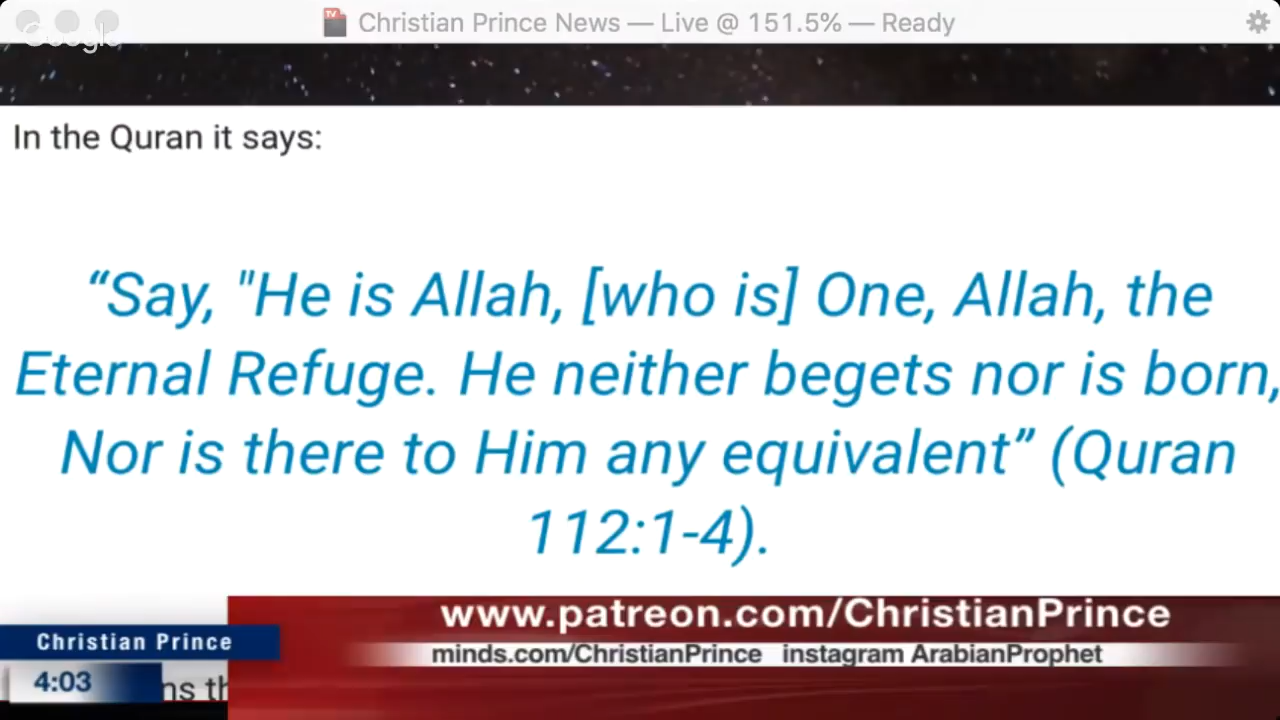 Christian Prince News — Live @ 151.5% — Ready
Google
In the Quran it says:
“Say, "He is Allah, [who is] One, Allah, the
Eternal Refuge. He neither begets nor is born,
Nor is there to Him any equivalent” (Quran
112:1-4).
www.patreon.com/ChristianPrince
Christian Prince
minds.com/ChristianPrince instagram ArabianProphet
4:03